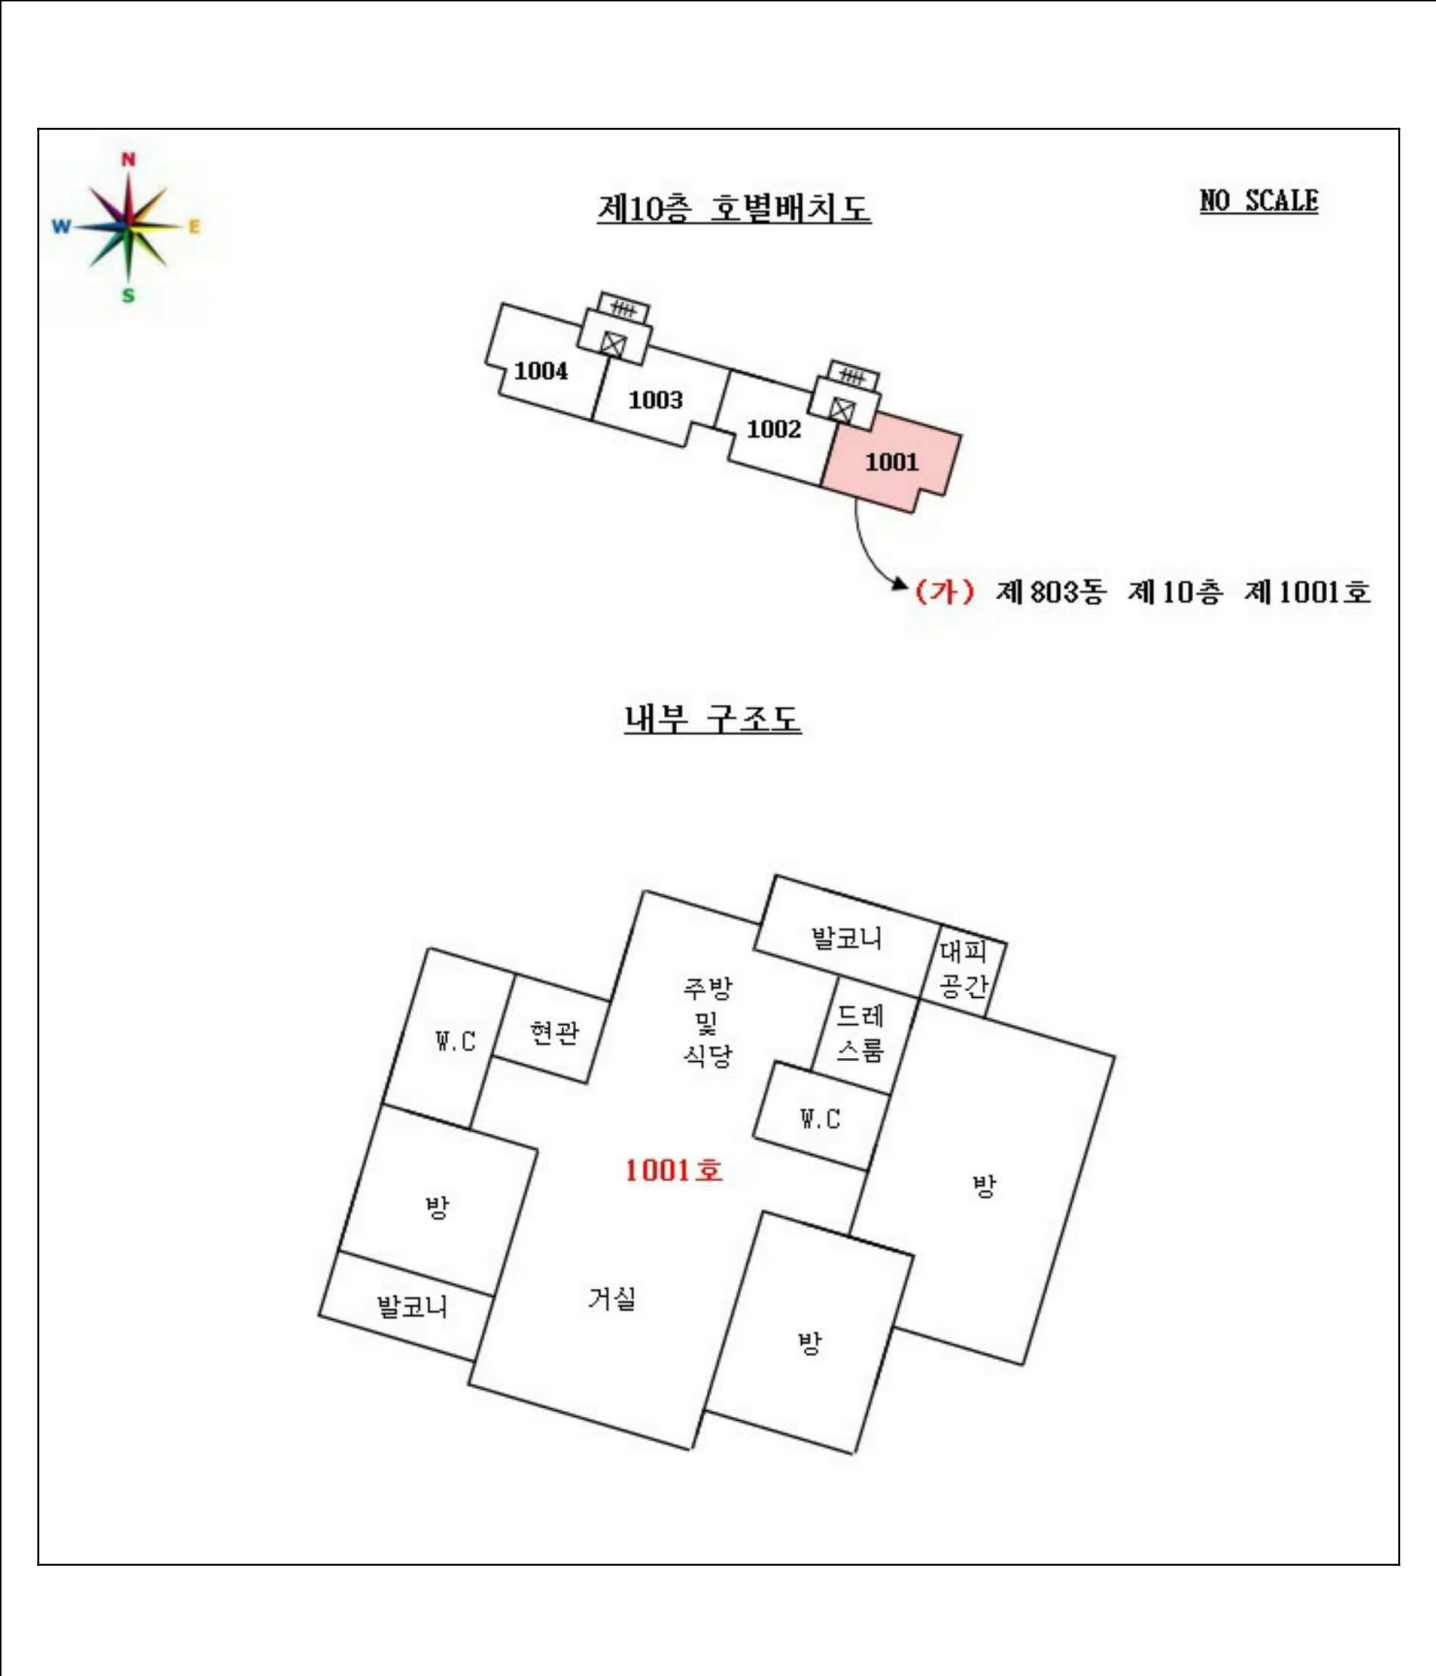 N
W E
S
제10층 호별배치도
NO SCALE
1004
1003
1002
1001
(가) 제803동 제10층 제1001호
내부 구조도
발코니
대피
공간
주방
및
식당
드레
스룸
W.C
현관
W.C
1001호
방
방
발코니
거실
방